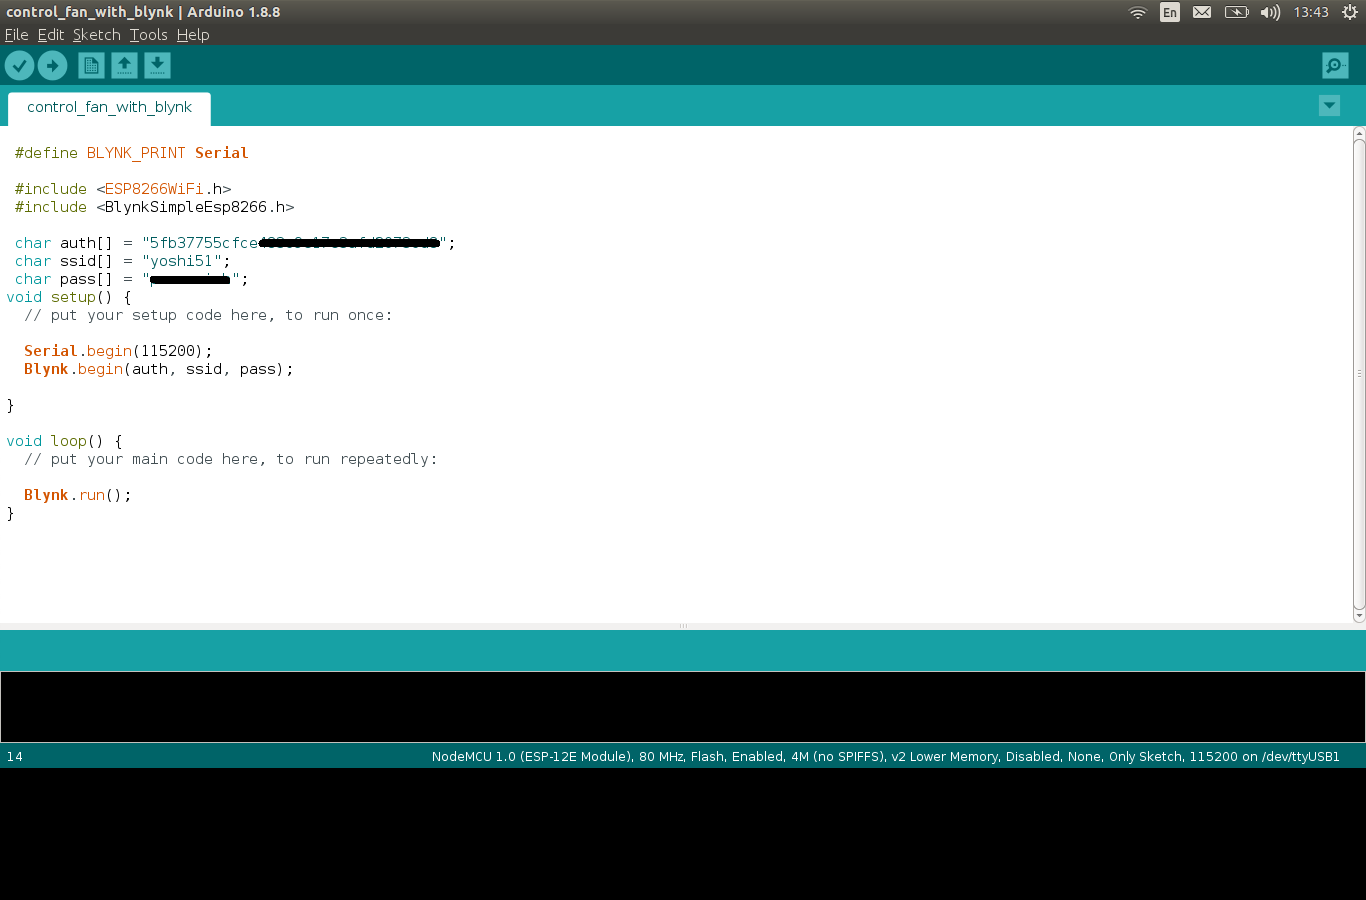 control_fan_with_blynk | Arduino 1.8.8
En 13:43
File Edit Sketch Tools Help
control_fan_with_blynk
#define BLYNK_PRINT Serial
#include <ESP8266WiFi.h>
#include <BlynkSimpleEsp8266.h>
char auth[] = "5fb37755cfce";
char ssid[] = "yoshi51";
char pass[] = "";
void setup() {
// put your setup code here, to run once:
Serial.begin(115200);
Blynk.begin(auth, ssid, pass);
}
void loop() {
// put your main code here, to run repeatedly:
Blynk.run();
}
14 NodeMCU 1.0 (ESP-12E Module), 80 MHz, Flash, Enabled, 4M (no SPIFFS), v2 Lower Memory, Disabled, None, Only Sketch, 115200 on /dev/ttyUSB1